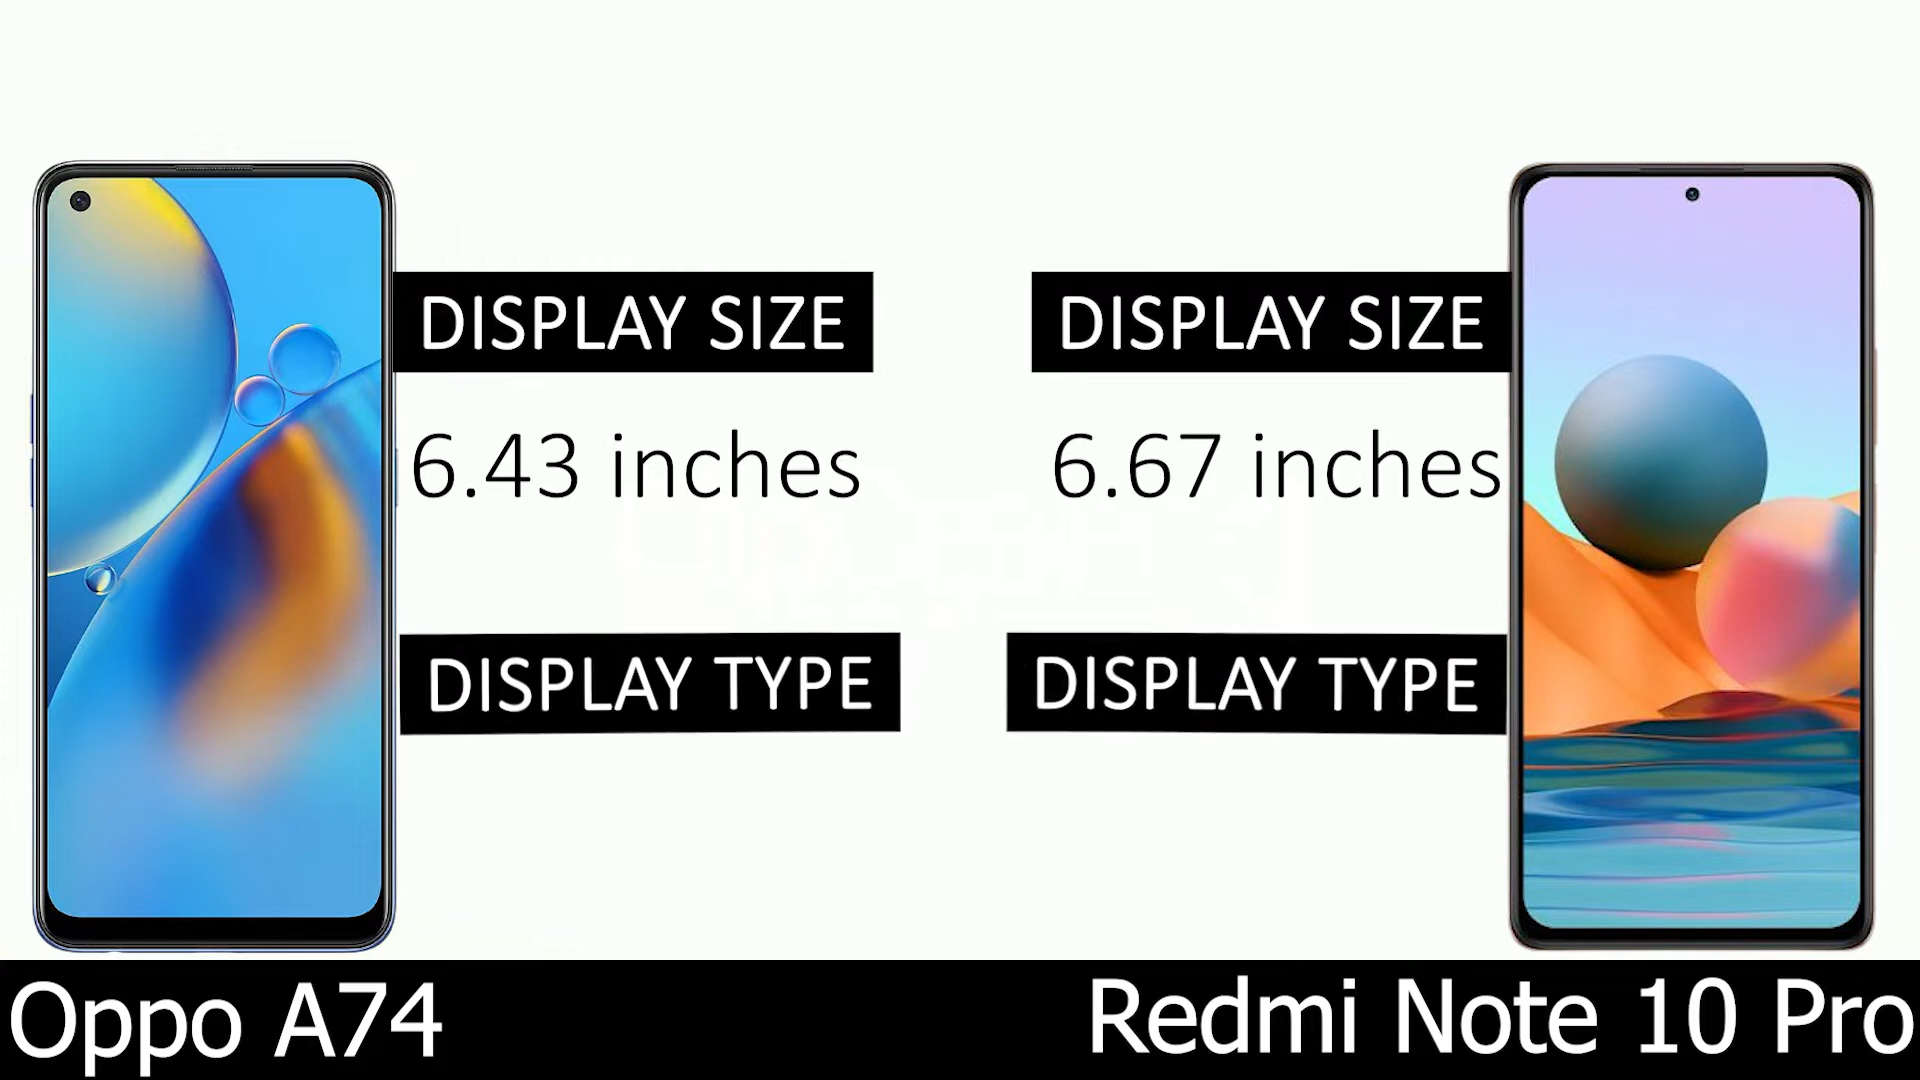 DISPLAY SIZE
6.43 inches
DISPLAY TYPE
DISPLAY SIZE
6.67 inches
DISPLAY TYPE
Oppo A74
Redmi Note 10 Pro